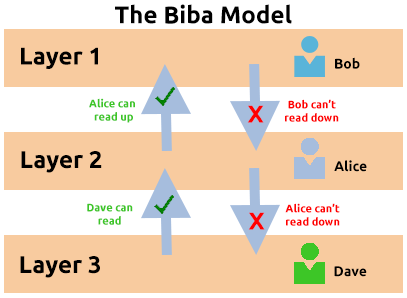 The Biba Model
Layer 1
Bob
Alice can
read up
Bob can't
read down
X
Layer 2
Alice
Dave can
read
Alice can't
read down
X
Layer 3
Dave